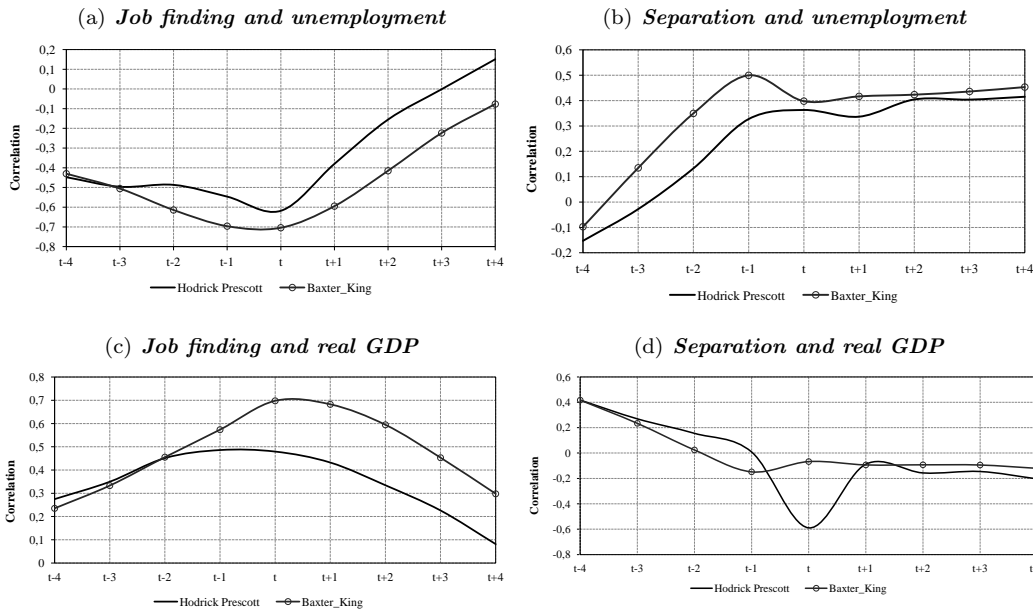 (a) Job finding and unemployment
0,2
0,1
0
-0,1
-0,2
-0,3
-0,4
-0,5
-0,6
-0,7
-0,8
Correlation
t-4 t-3 t-2 t-1 t t+1 t+2 t+3 t+4
Hodrick Prescott Baxter_King
(b) Separation and unemployment
0,6
0,5
0,4
0,3
0,2
0,1
0
-0,1
-0,2
Correlation
t-4 t-3 t-2 t-1 t t+1 t+2 t+3 t+4
Hodrick Prescott Baxter_King
(c) Job finding and real GDP
0,8
0,7
0,6
0,5
0,4
0,3
0,2
0,1
0
Correlation
t-4 t-3 t-2 t-1 t t+1 t+2 t+3 t+4
Hodrick Prescott Baxter_King
(d) Separation and real GDP
0,6
0,4
0,2
0
-0,2
-0,4
-0,6
-0,8
Correlation
t-4 t-3 t-2 t-1 t t+1 t+2 t+3
Hodrick Prescott Baxter_King